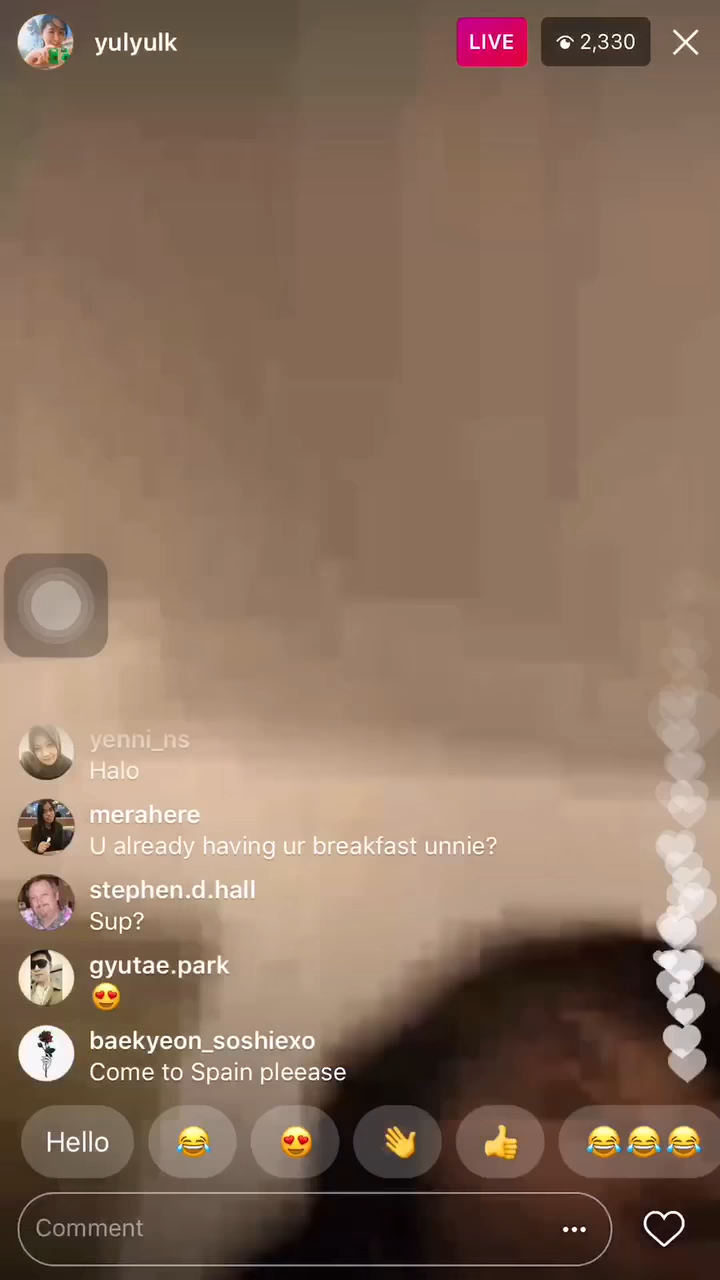 yulyulk
LIVE
2,330
yenni_ns
Halo
merahere
U already having ur breakfast unnie?
stephen.d.hall
Sup?
gyutae.park
😍
baekyeon_soshiexo
Come to Spain pleease
Hello 😂 😍 👋 👍 😂😂😂
Comment